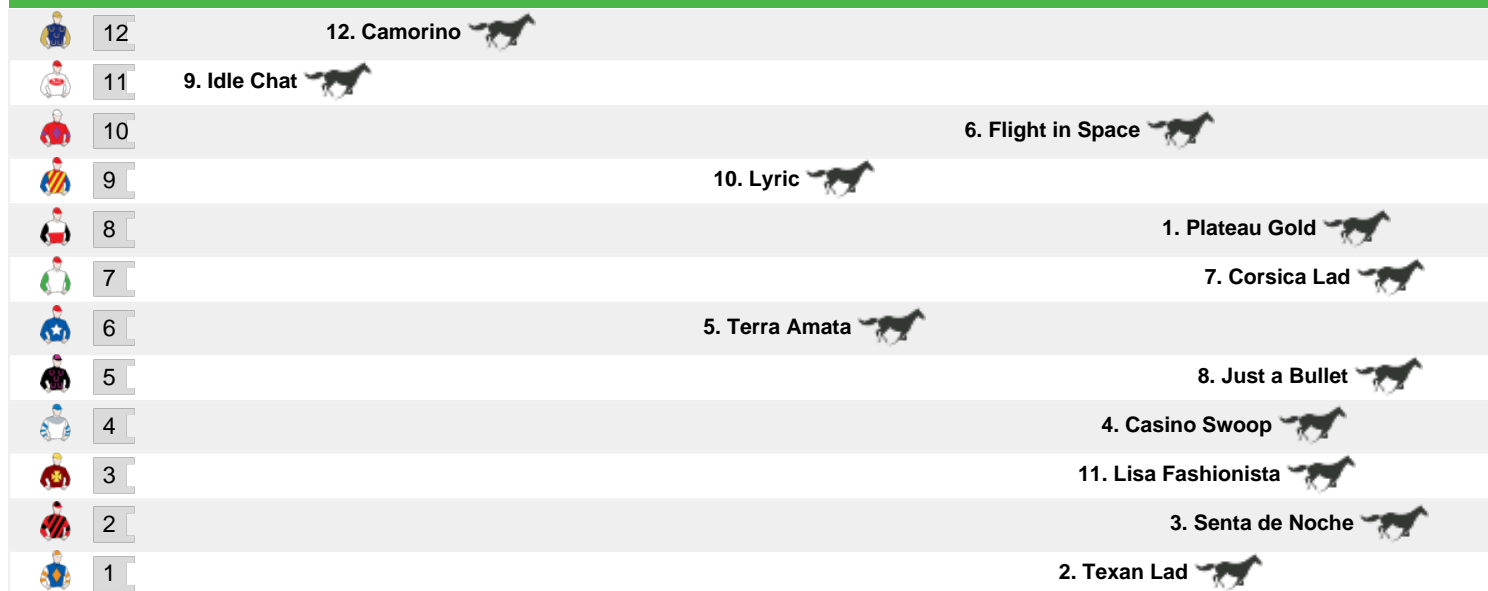 12 12. Camorino
11 9. Idle Chat
10 6. Flight in Space
9 10. Lyric
8 1. Plateau Gold
7 7. Corsica Lad
6 5. Terra Amata
5 8. Just a Bullet
4 4. Casino Swoop
3 11. Lisa Fashionista
2 3. Senta de Noche
1 2. Texan Lad